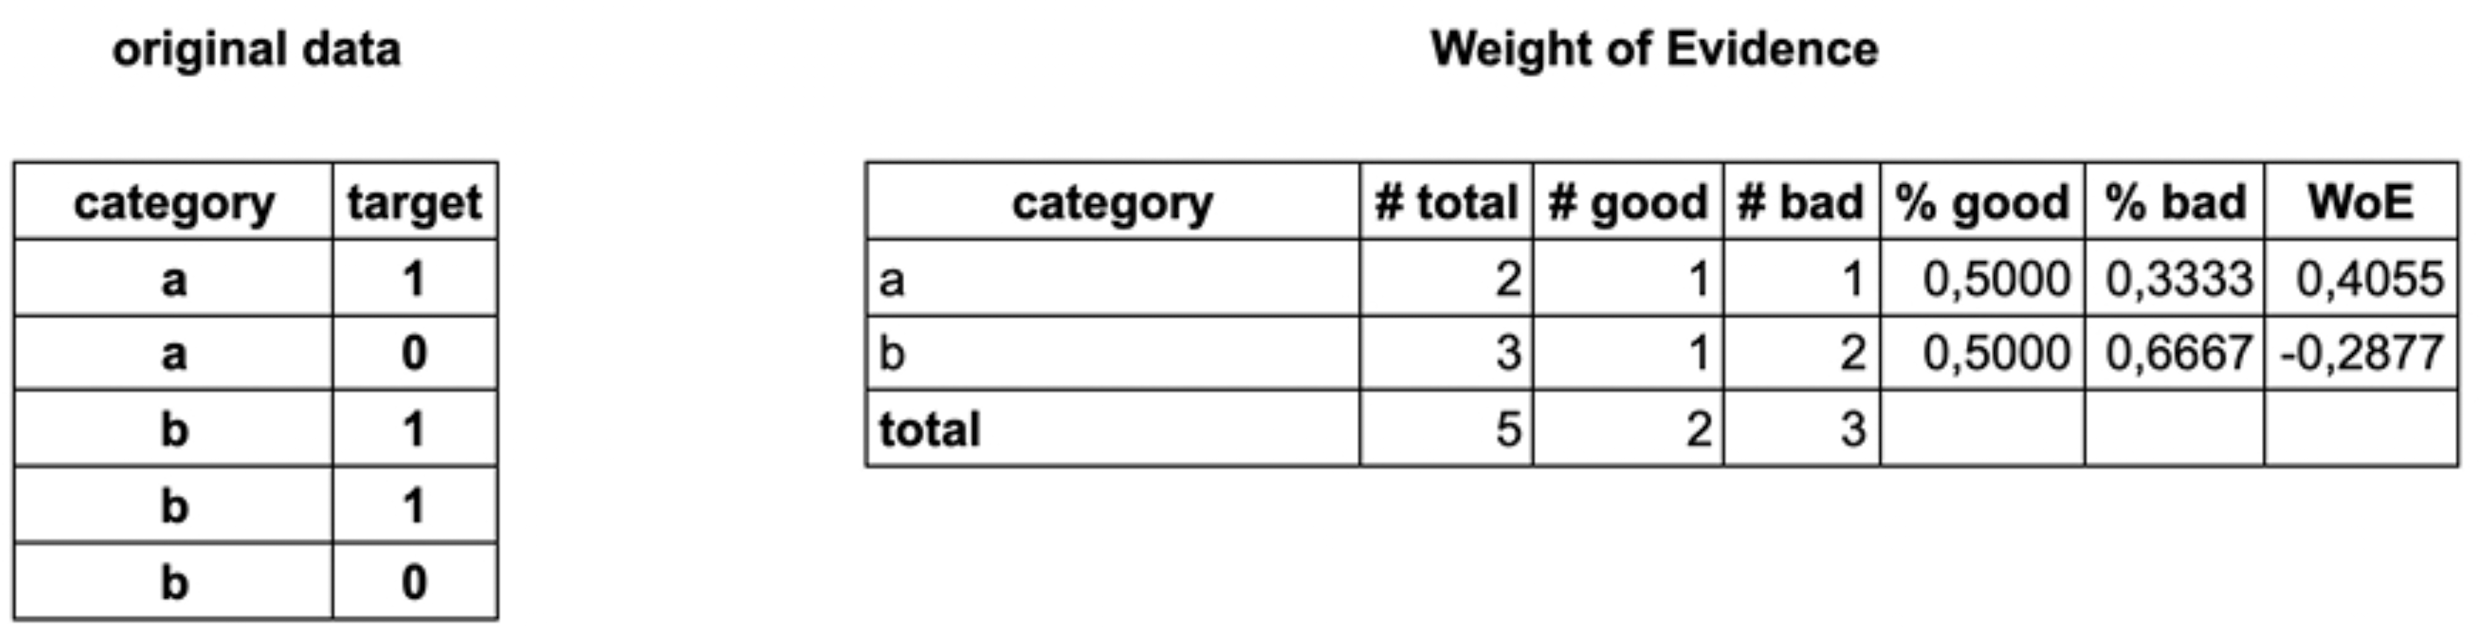 original data
category target
a 1
a 0
b 1
b 1
b 0
Weight of Evidence
category # total # good # bad % good % bad WoE
a 2 1 1 0,5000 0,3333 0,4055
b 3 1 2 0,5000 0,6667 -0,2877
total 5 2 3